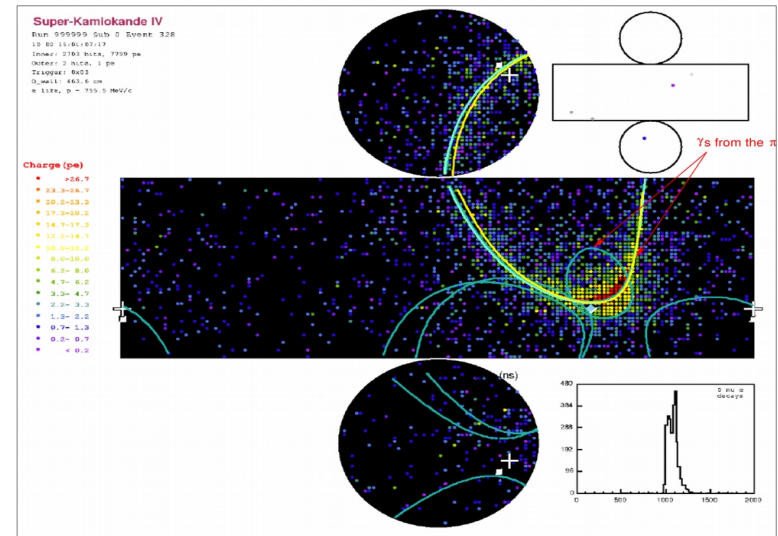 Super-Kamiokande IV
Run 999999 Sub 0 Event 328
Inner: 2703 hits, 7759 pe
Outer: 2 hits, 1 pe
Trigger: 0x03
D_wall: 463.6 cm
e like, p = 755.5 MeV/c
γs from the π
Charge(pe)
>26.7
23.3-26.7
20.2-23.3
17.3-20.2
14.7-17.3
12.2-14.7
10.0-12.2
8.0-10.0
6.2- 8.0
4.7- 6.2
3.3- 4.7
2.2- 3.3
1.3- 2.2
0.7- 1.3
0.2- 0.7
< 0.2
(ns)
480
384
288
192
96
0
0 mu e
decays
0
500
1000
1500
2000